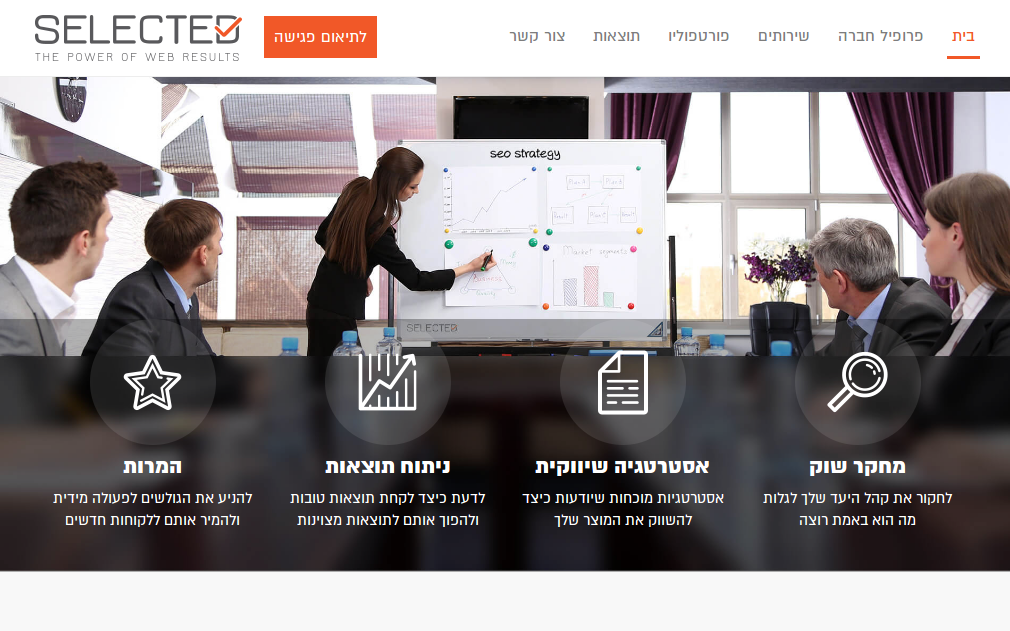 SELECTED
THE POWER OF WEB RESULTS
לתיאום פגישה
בית
פרופיל חברה
שירותים
פורטפוליו
תוצאות
צור קשר
seo strategy
Market segments
SELECTED
מחקר שוק
לחקור את קהל היעד שלך לגלות
מה הוא באמת רוצה
אסטרטגיה שיווקית
אסטרטגיות מוכחות שיודעות כיצד
להשווק את המוצר שלך
ניתוח תוצאות
לדעת כיצד לקחת תוצאות טובות
ולהפוך אותם לתוצאות מצוינות
המרות
להניע את הגולשים לפעולה מידית
ולהמיר אותם ללקוחות חדשים